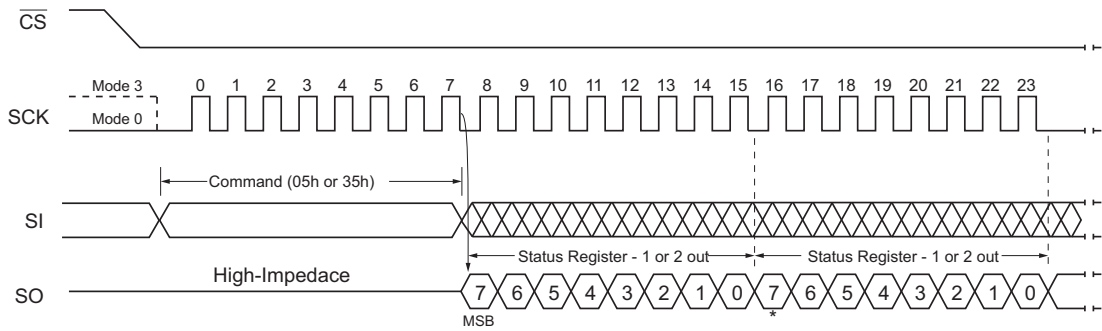 CS
Mode 3
Mode 0
SCK
0 1 2 3 4 5 6 7 8 9 10 11 12 13 14 15 16 17 18 19 20 21 22 23
Command (05h or 35h)
SI
Status Register - 1 or 2 out
Status Register - 1 or 2 out
High-Impedace
SO
7 6 5 4 3 2 1 0 7 6 5 4 3 2 1 0
MSB
*